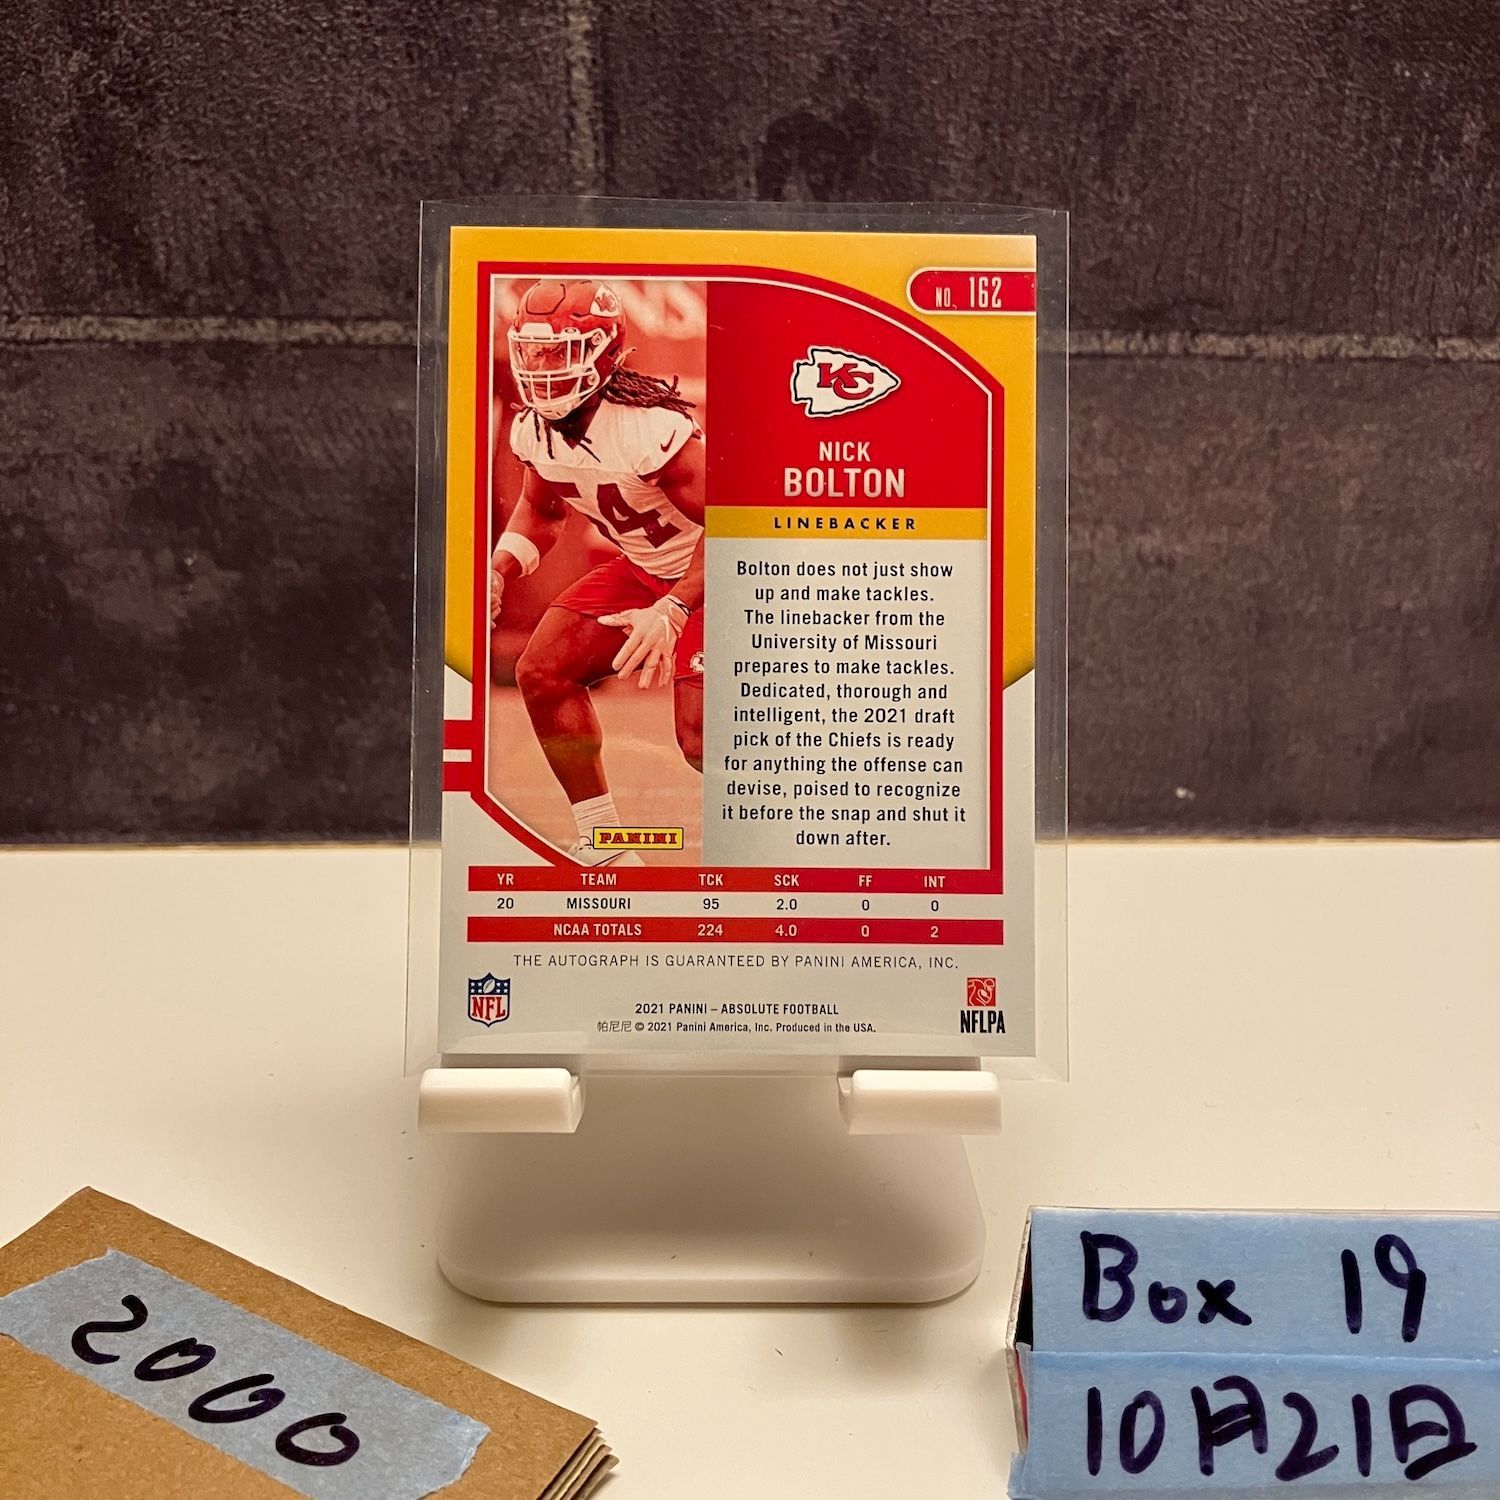 NO. 162
KC
NICK
BOLTON
LINEBACKER
54
Bolton does not just show
up and make tackles.
The linebacker from the
University of Missouri
prepares to make tackles.
Dedicated, thorough and
intelligent, the 2021 draft
pick of the Chiefs is ready
for anything the offense can
devise, poised to recognize
it before the snap and shut it
down after.
PANINI
YR TEAM TCK SCK FF INT
20 MISSOURI 95 2.0 0 0
NCAA TOTALS 224 4.0 0 2
THE AUTOGRAPH IS GUARANTEED BY PANINI AMERICA, INC.
NFL
NFLPA
2021 PANINI – ABSOLUTE FOOTBALL
帕尼尼 © 2021 Panini America, Inc. Produced in the USA.
2000
Box 19
10月21日